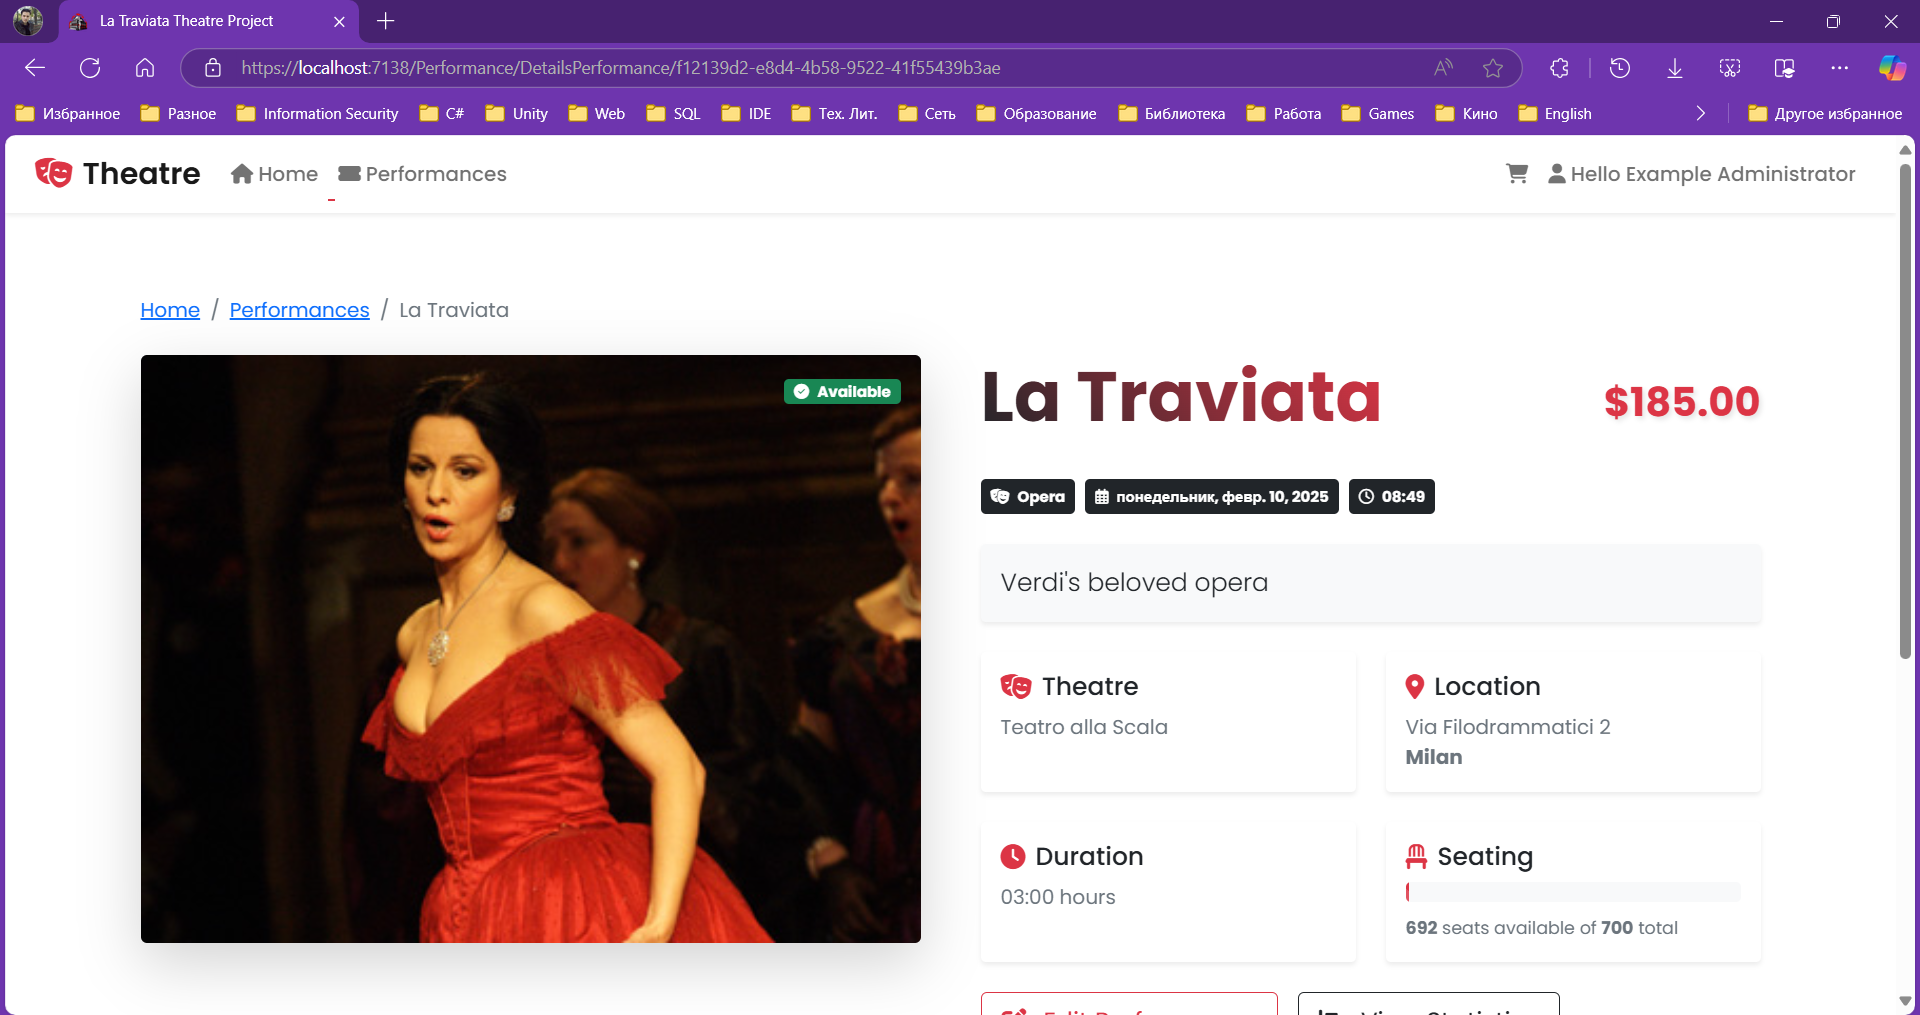 La Traviata Theatre Project
https://localhost:7138/Performance/DetailsPerformance/f12139d2-e8d4-4b58-9522-41f55439b3ae
Избранное Разное Information Security C# Unity Web SQL IDE Тех. Лит. Сеть Образование Библиотека Работа Games Кино English Другое избранное
Theatre Home Performances Hello Example Administrator
Home / Performances / La Traviata
Available
La Traviata $185.00
Opera понедельник, февр. 10, 2025 08:49
Verdi's beloved opera
Theatre
Teatro alla Scala
Location
Via Filodrammatici 2
Milan
Duration
03:00 hours
Seating
692 seats available of 700 total